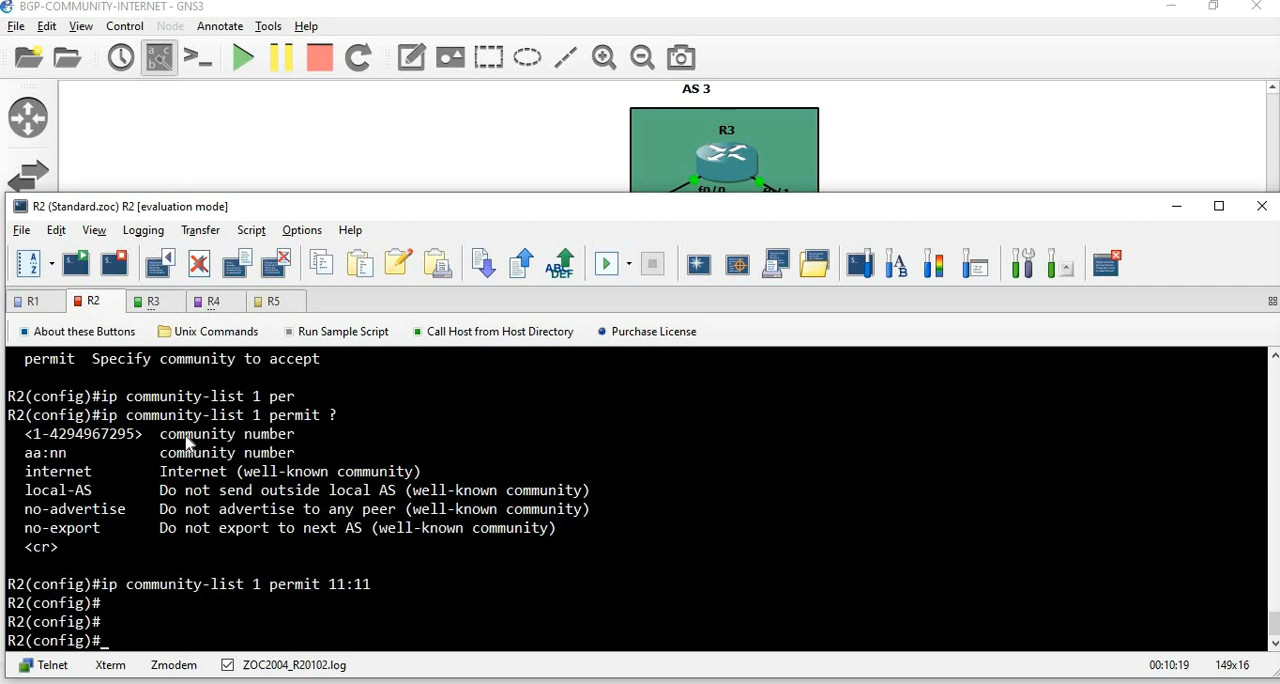 BGP-COMMUNITY-INTERNET - GNS3
File Edit View Control Node Annotate Tools Help
AS 3
R3
f0/0 f0/1
R2 (Standard.zoc) R2 [evaluation mode]
File Edit View Logging Transfer Script Options Help
R1 R2 R3 R4 R5
About these Buttons Unix Commands Run Sample Script Call Host from Host Directory Purchase License
permit Specify community to accept
R2(config)#ip community-list 1 per
R2(config)#ip community-list 1 permit ?
<1-4294967295> community number
aa:nn community number
internet Internet (well-known community)
local-AS Do not send outside local AS (well-known community)
no-advertise Do not advertise to any peer (well-known community)
no-export Do not export to next AS (well-known community)
<cr>
R2(config)#ip community-list 1 permit 11:11
R2(config)#
R2(config)#
R2(config)#_
Telnet Xterm Zmodem ZOC2004_R20102.log 00:10:19 149x16